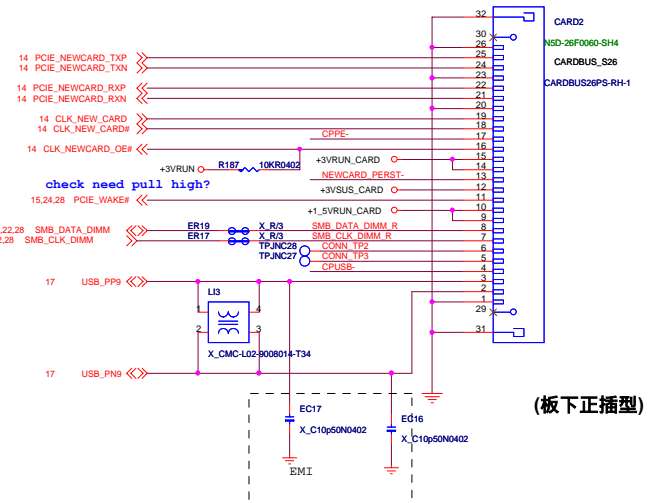 32
CARD2
30
N5D-26F0060-SH4
26
14 PCIE_NEWCARD_TXP
25
CARDBUS_S26
14 PCIE_NEWCARD_TXN
24
23
CARDBUS26PS-RH-1
14 PCIE_NEWCARD_RXP
22
14 PCIE_NEWCARD_RXN
21
20
14 CLK_NEW_CARD
19
14 CLK_NEW_CARD#
18
CPPE-
17
14 CLK_NEWCARD_OE#
16
+3VRUN_CARD
15
+3VRUN
R187
10KR0402
14
NEWCARD_PERST-
13
check need pull high?
+3VSUS_CARD
12
15,24,28 PCIE_WAKE#
11
+1_5VRUN_CARD
10
9
,22,28 SMB_DATA_DIMM
ER19
X_R/3
SMB_DATA_DIMM_R
8
2,28 SMB_CLK_DIMM
ER17
X_R/3
SMB_CLK_DIMM_R
7
TPJNC28
CONN_TP2
6
TPJNC27
CONN_TP3
5
CPUSB-
4
17 USB_PP9
3
2
LI3
1
29
1
4
2
3
31
X_CMC-L02-9008014-T34
17 USB_PN9
(板下正插型)
EC17
X_C10p50N0402
EC16
X_C10p50N0402
EMI